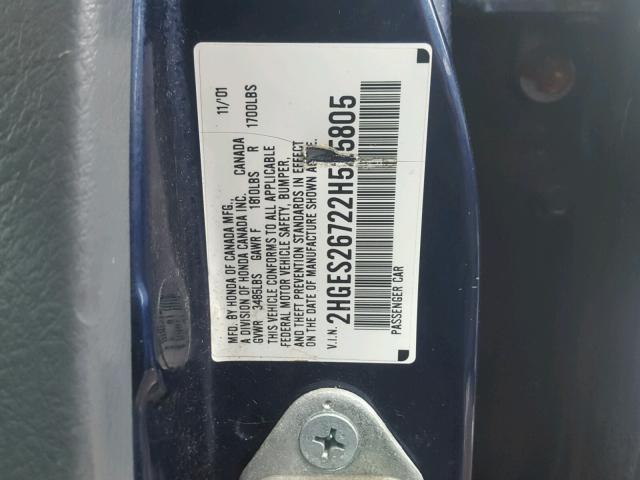 MFD. BY HONDA OF CANADA MFG., 11/'01
A DIVISION OF HONDA CANADA INC. CANADA
GVWR 3485LBS GAWR F 1810LBS R 1700LBS
THIS VEHICLE CONFORMS TO ALL APPLICABLE
FEDERAL MOTOR VEHICLE SAFETY, BUMPER,
AND THEFT PREVENTION STANDARDS IN EFFECT
ON THE DATE OF MANUFACTURE SHOWN ABOVE.
V.I.N.
PASSENGER CAR